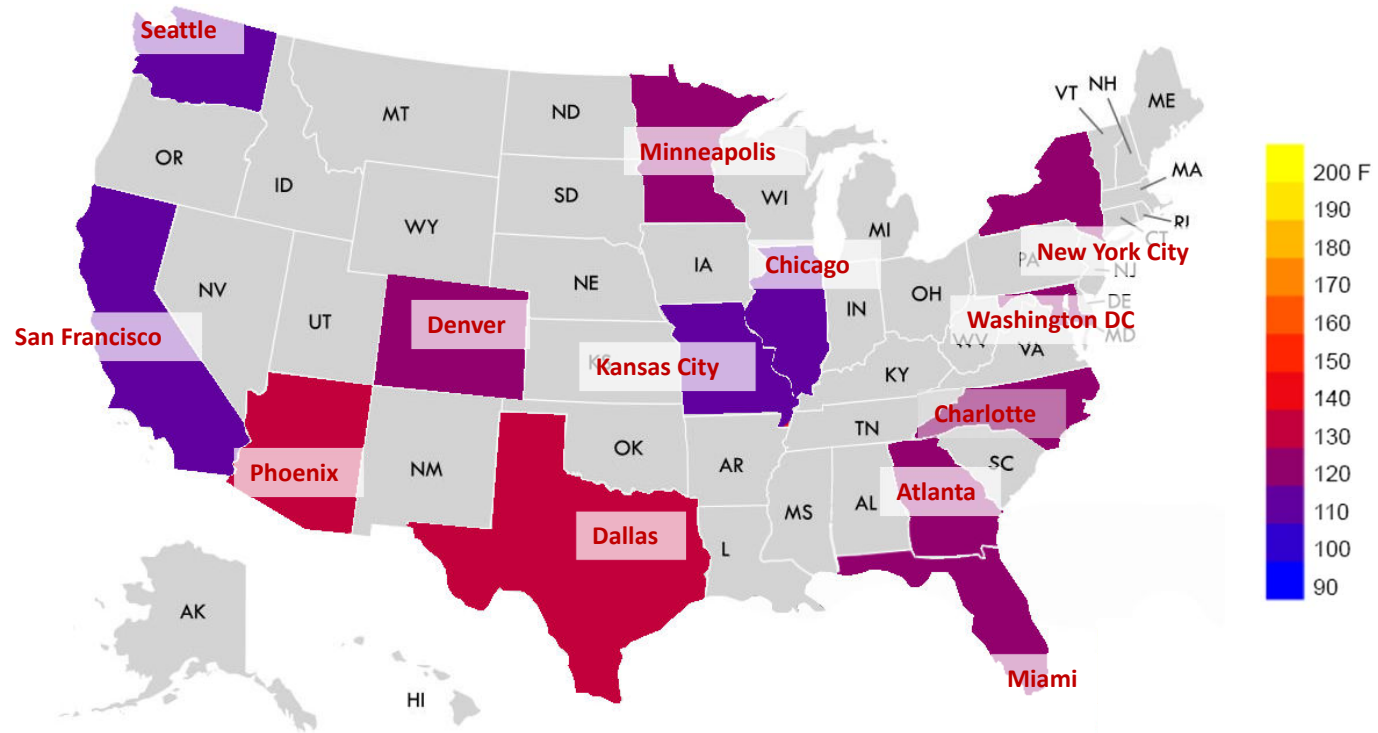 Seattle
VT
NH
ME
MT
ND
OR
Minneapolis
MA
200 F
ID
SD
WI
190
WY
MI
RI
180
New York City
CT
PA
Chicago
IA
170
NE
NJ
NV
OH
IN
160
San Francisco
UT
Denver
Washington DC
DE
MD
WV
VA
150
KS
Kansas City
KY
140
Charlotte
130
TN
OK
NM
AR
SC
120
Phoenix
Atlanta
MS
AL
110
Dallas
L
100
90
AK
Miami
HI